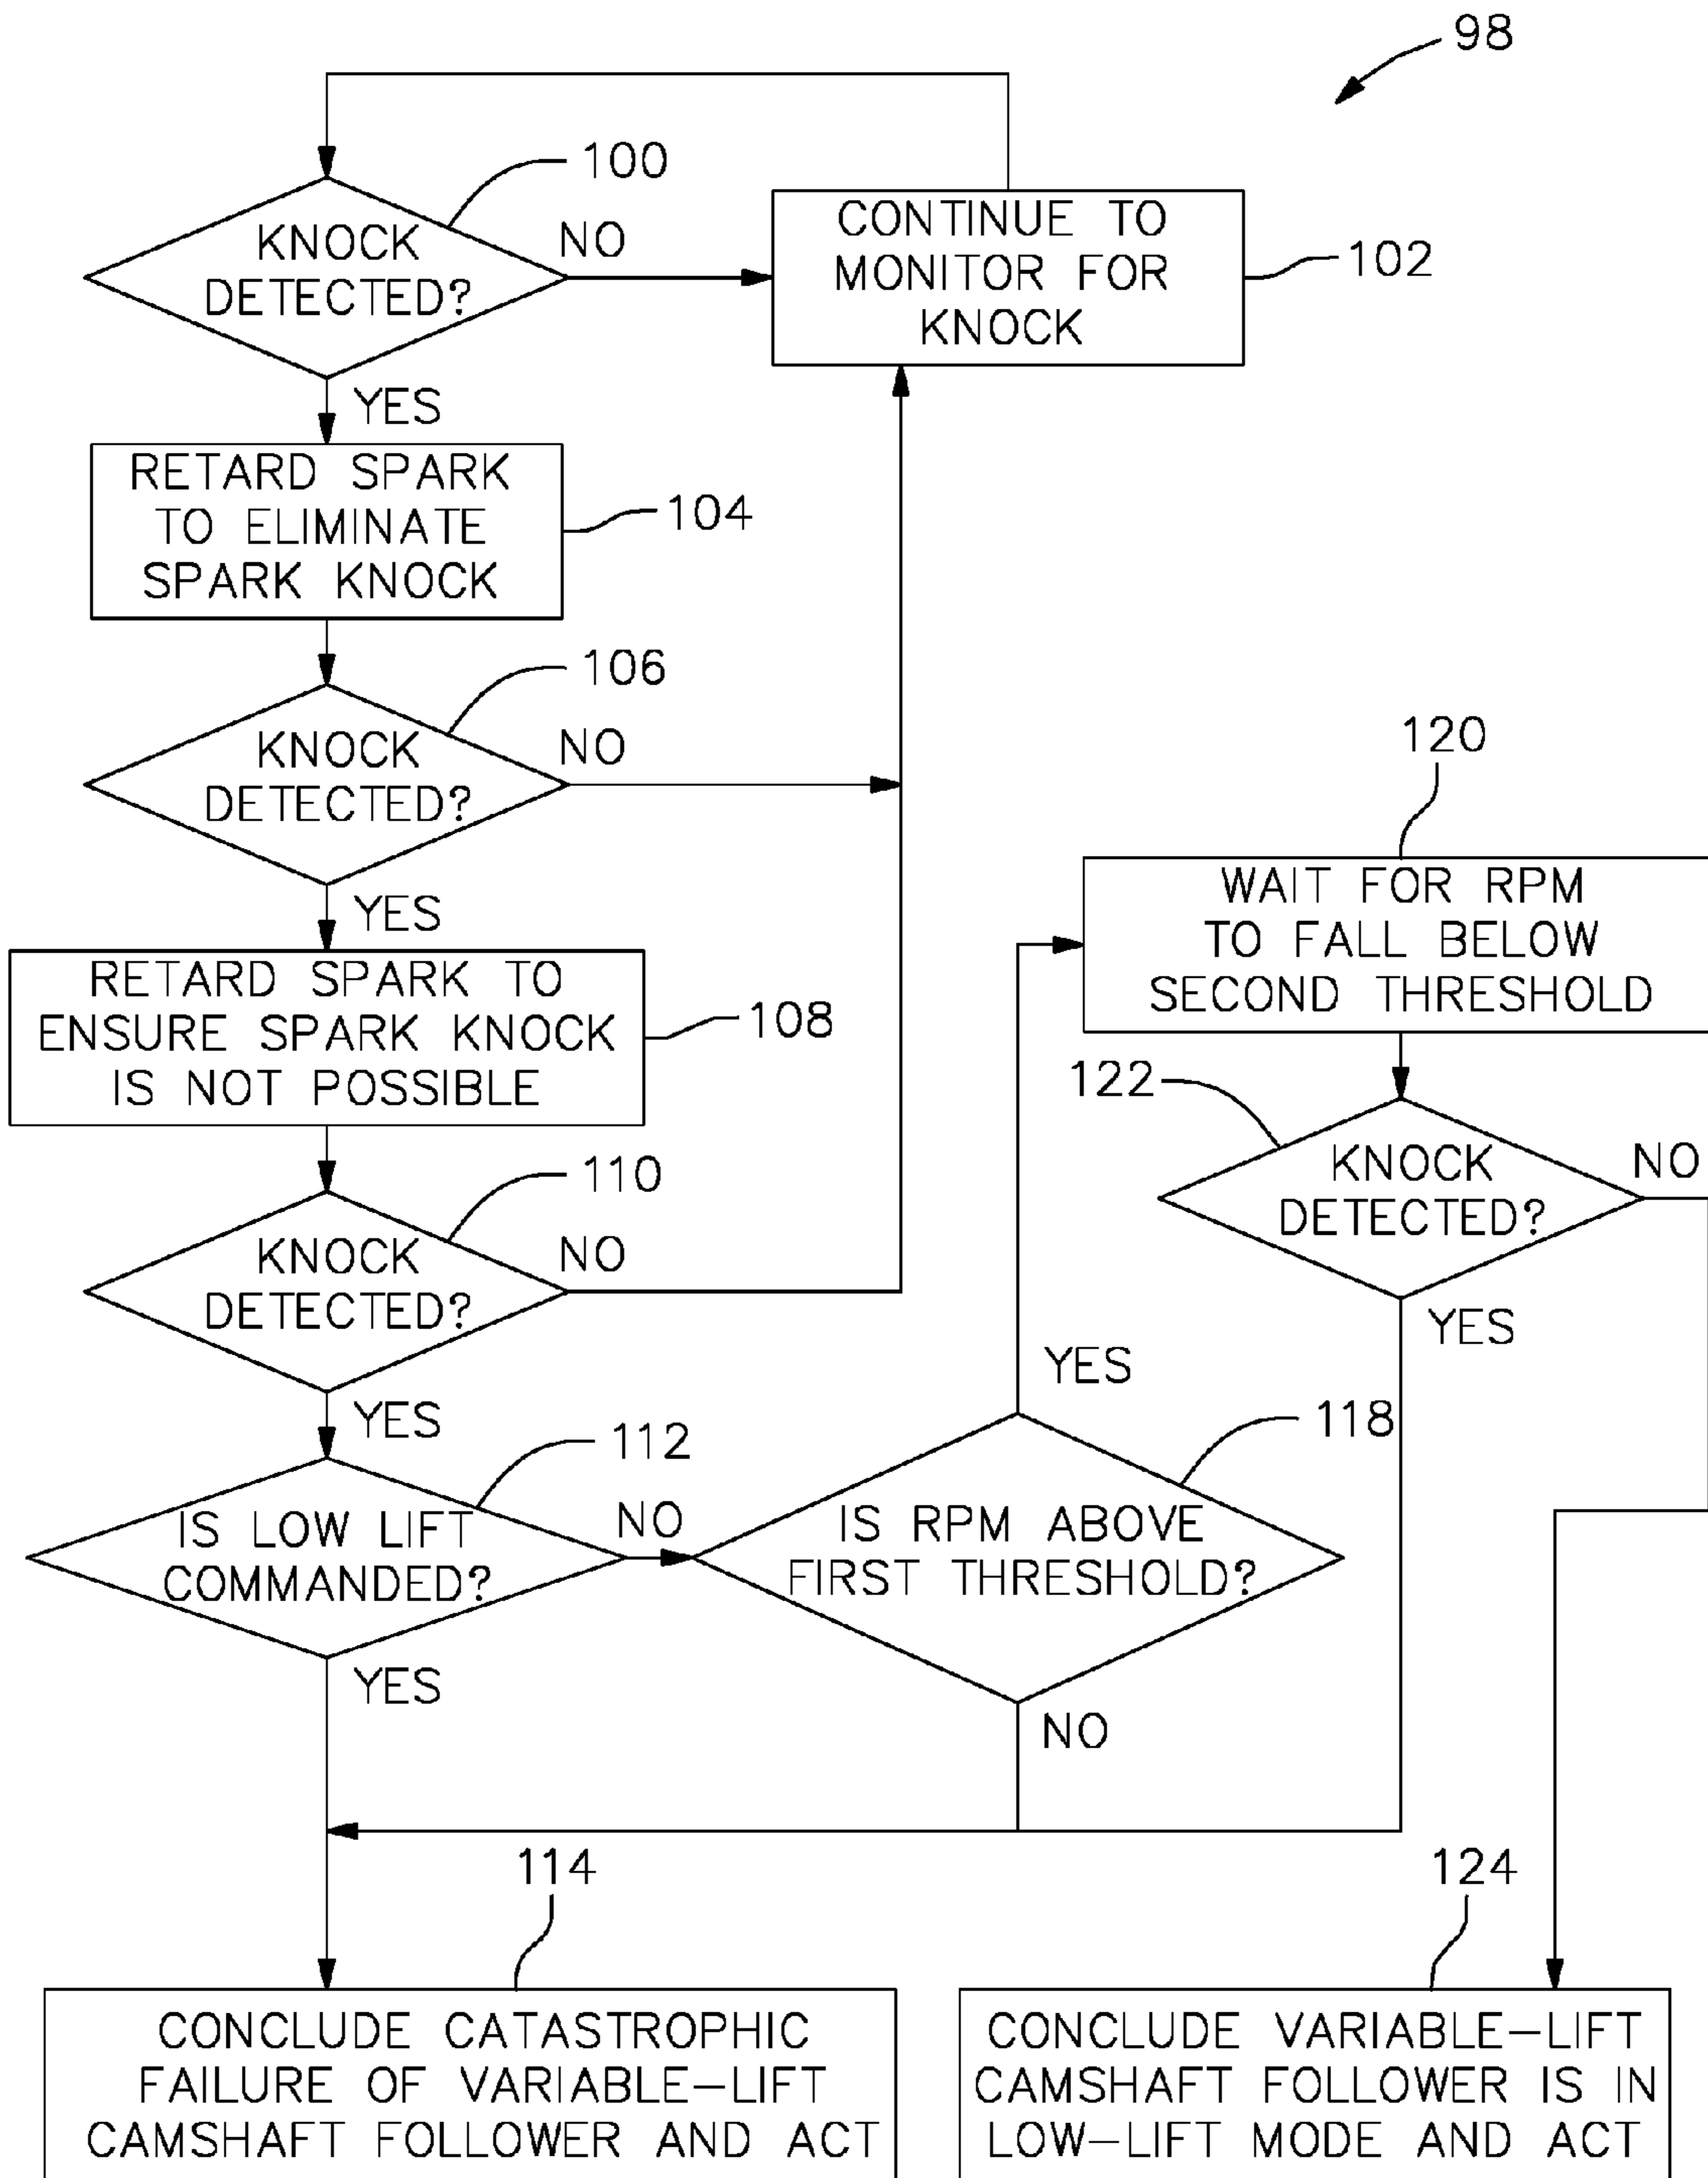 98
100
KNOCK
DETECTED?
NO
CONTINUE TO
MONITOR FOR
KNOCK
102
YES
RETARD SPARK
TO ELIMINATE
SPARK KNOCK
104
106
KNOCK
DETECTED?
NO
YES
RETARD SPARK TO
ENSURE SPARK KNOCK
IS NOT POSSIBLE
108
110
KNOCK
DETECTED?
NO
YES
112
IS LOW LIFT
COMMANDED?
NO
YES
118
IS RPM ABOVE
FIRST THRESHOLD?
YES
NO
120
WAIT FOR RPM
TO FALL BELOW
SECOND THRESHOLD
122
KNOCK
DETECTED?
NO
YES
114
CONCLUDE CATASTROPHIC
FAILURE OF VARIABLE-LIFT
CAMSHAFT FOLLOWER AND ACT
124
CONCLUDE VARIABLE-LIFT
CAMSHAFT FOLLOWER IS IN
LOW-LIFT MODE AND ACT